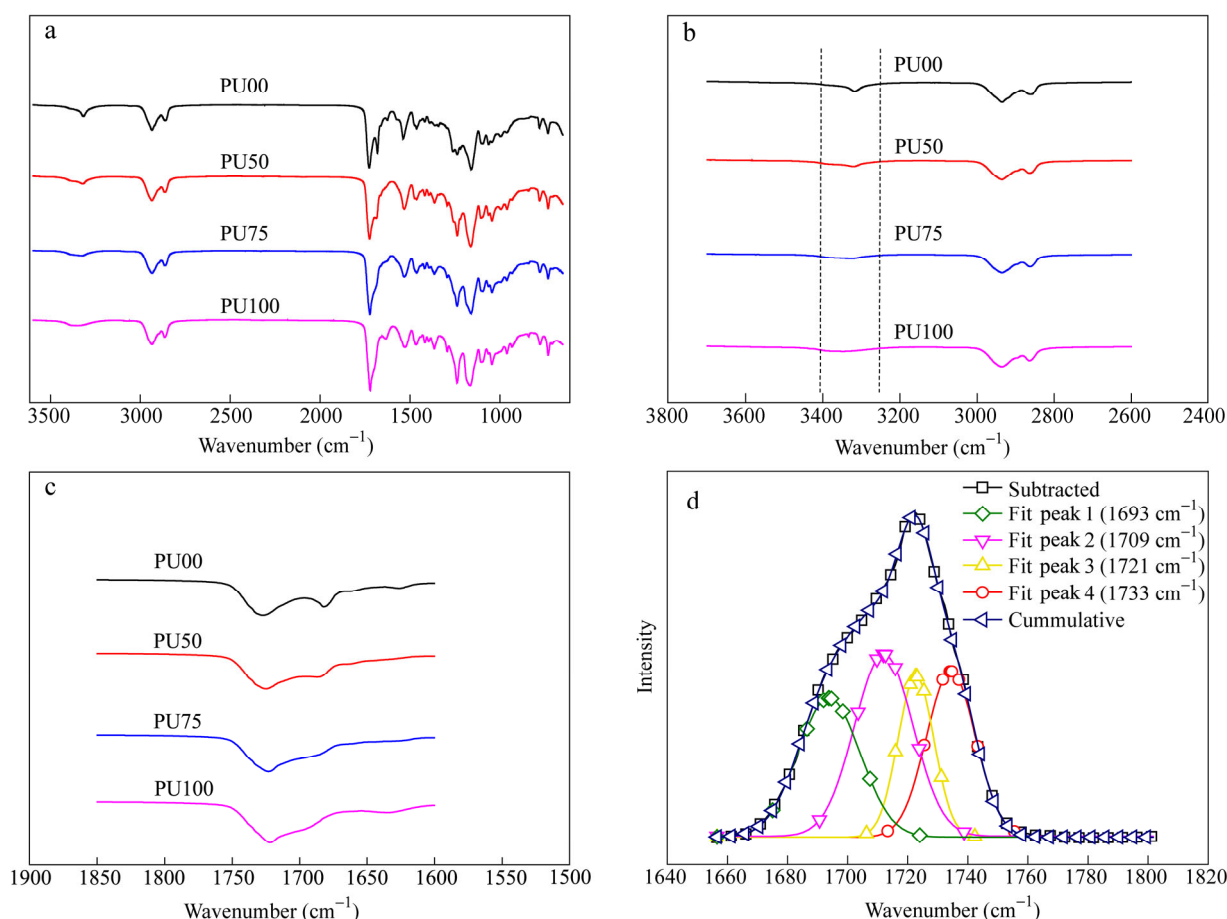 a
PU00
PU50
PU75
PU100
3500 3000 2500 2000 1500 1000
Wavenumber (cm⁻¹)
b
PU00
PU50
PU75
PU100
3800 3600 3400 3200 3000 2800 2600 2400
Wavenumber (cm⁻¹)
c
PU00
PU50
PU75
PU100
1900 1850 1800 1750 1700 1650 1600 1550 1500
Wavenumber (cm⁻¹)
d
Subtracted
Fit peak 1 (1693 cm⁻¹)
Fit peak 2 (1709 cm⁻¹)
Fit peak 3 (1721 cm⁻¹)
Fit peak 4 (1733 cm⁻¹)
Cummulative
Intensity
1640 1660 1680 1700 1720 1740 1760 1780 1800 1820
Wavenumber (cm⁻¹)